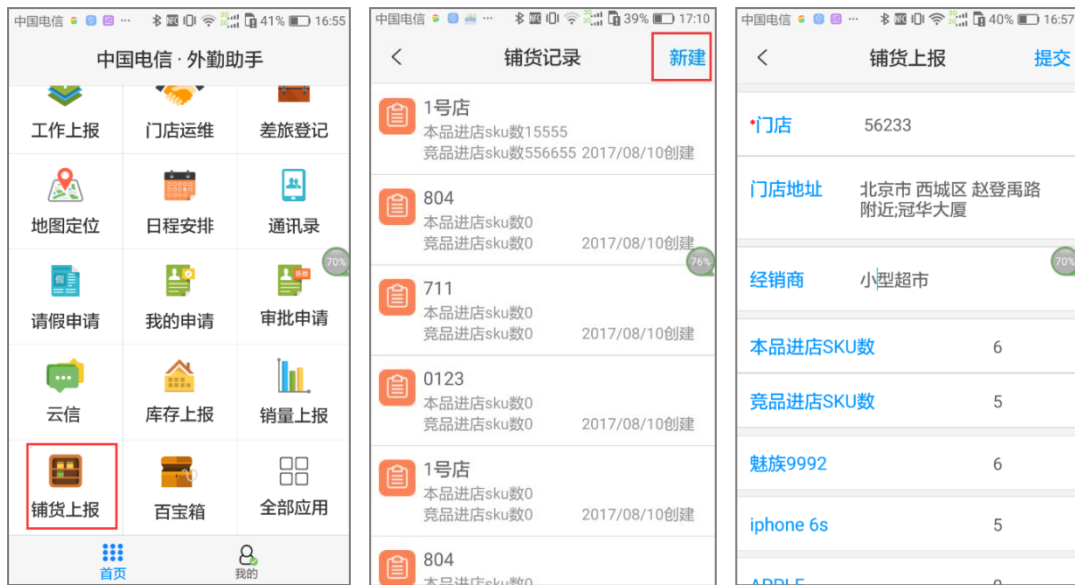 中国电信 ··· 41% 16:55
中国电信 · 外勤助手
工作上报 门店运维 差旅登记
地图定位 日程安排 通讯录
70%
请假申请 我的申请 审批申请
云信 库存上报 销量上报
铺货上报 百宝箱 全部应用
首页 我的
中国电信 ··· 39% 17:10
铺货记录 新建
1号店
本品进店sku数15555
竞品进店sku数556655 2017/08/10创建
804
本品进店sku数0
竞品进店sku数0 2017/08/10创建
76%
711
本品进店sku数0
竞品进店sku数0 2017/08/10创建
0123
本品进店sku数0
竞品进店sku数0 2017/08/10创建
1号店
本品进店sku数0
竞品进店sku数0 2017/08/10创建
804
本品进店sku数0
中国电信 ··· 40% 16:57
铺货上报 提交
*门店 56233
门店地址 北京市 西城区 赵登禹路
附近;冠华大厦
经销商 小型超市
70%
本品进店SKU数 6
竞品进店SKU数 5
魅族9992 6
iphone 6s 5
APPLE